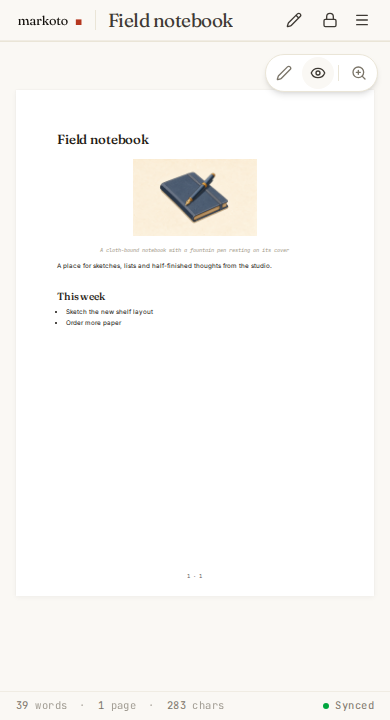 markoto
Field notebook
Field notebook
A cloth-bound notebook with a fountain pen resting on its cover
A place for sketches, lists and half-finished thoughts from the studio.
This week
• Sketch the new shelf layout
• Order more paper
1 - 1
39 words · 1 page · 283 chars
Synced